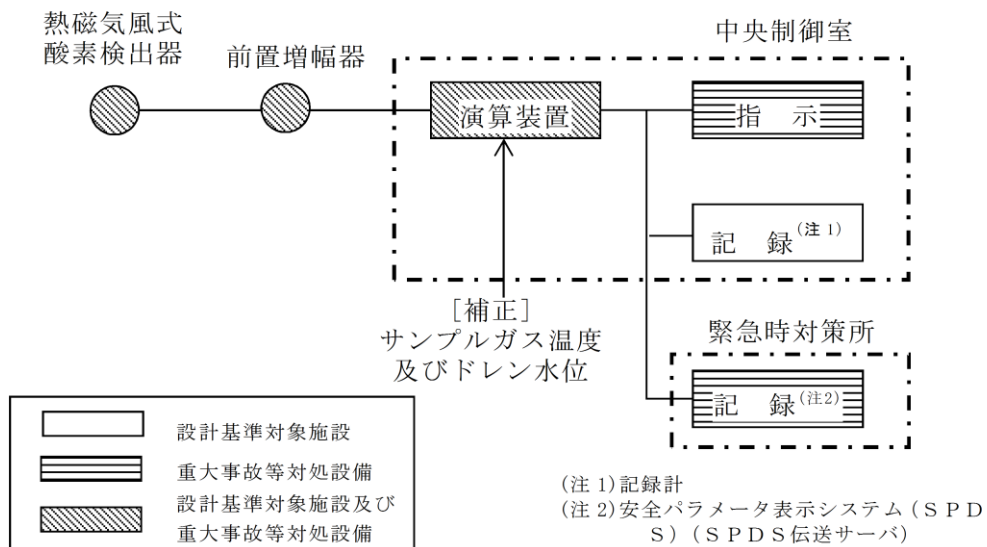 熱磁気風式
酸素検出器
前置増幅器
中央制御室
演算装置
指　示
記　録(注 1)
[補正]
サンプルガス温度
及びドレン水位
緊急時対策所
記　録(注2)
設計基準対象施設
重大事故等対処設備
設計基準対象施設及び
重大事故等対処設備
(注 1)記録計
(注 2)安全パラメータ表示システム(ＳＰＤ
Ｓ)(ＳＰＤＳ伝送サーバ)